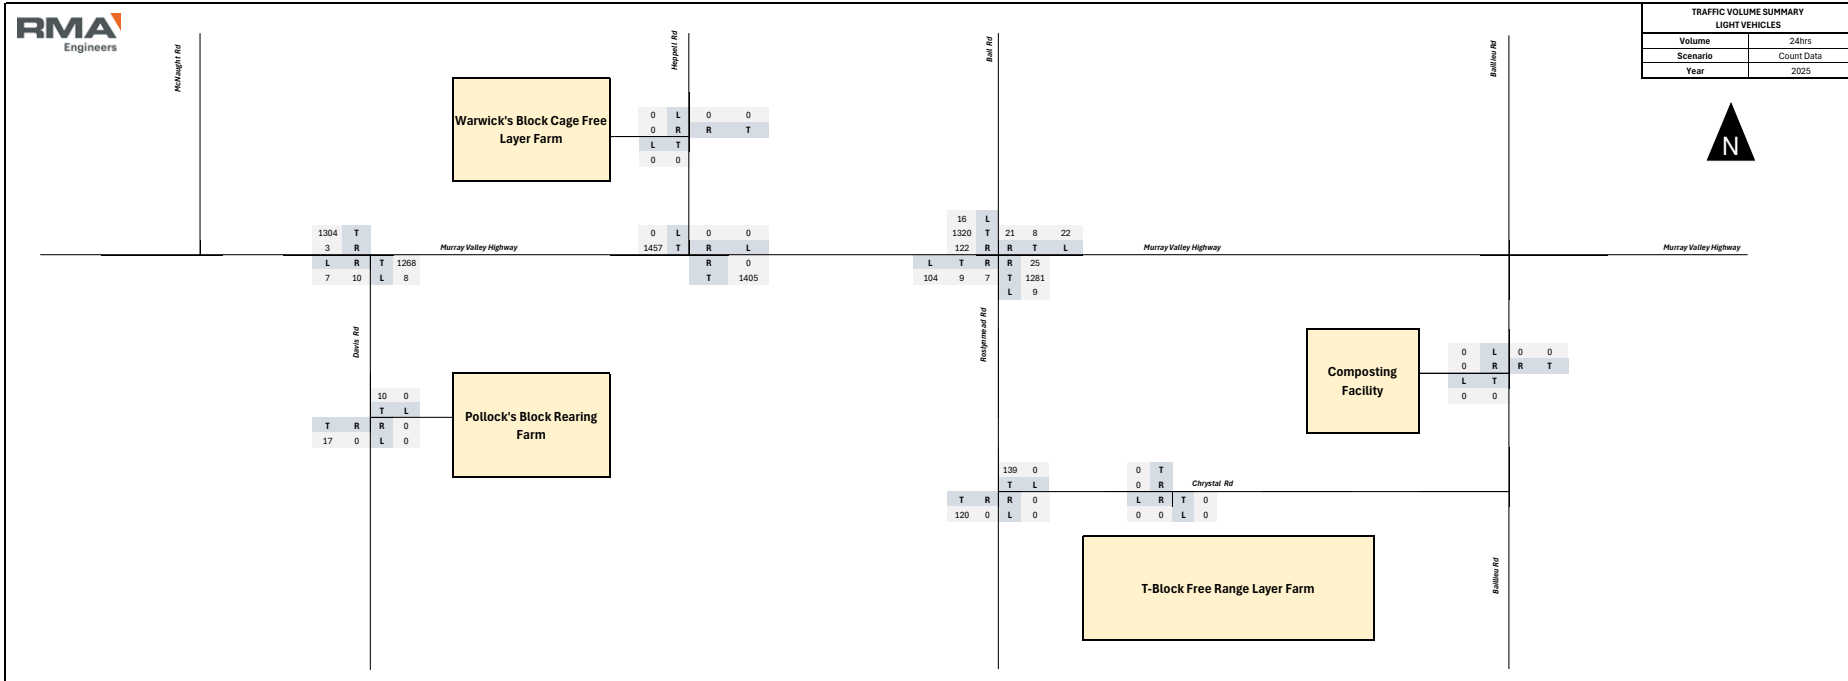 RMA
Engineers
TRAFFIC VOLUME SUMMARY
LIGHT VEHICLES
Volume 24hrs
Scenario Count Data
Year 2025
N
McNaught Rd
Heppell Rd
Ball Rd
Baillieu Rd
Warwick's Block Cage Free
Layer Farm
0 L 0 0
0 R R T
L T
0 0
1304 T
3 R
L R T 1268
7 10 L 8
Murray Valley Highway
0 L 0 0
1457 T R L
R 0
T 1405
16 L
1320 T 21 8 22
122 R R T L
L T R R 25
104 9 7 T 1281
L 9
Murray Valley Highway
Murray Valley Highway
Davis Rd
Roslynmead Rd
Composting
Facility
0 L 0 0
0 R R T
L T
0 0
10 0
T L
T R R 0
17 0 L 0
Pollock's Block Rearing
Farm
139 0
T L
T R R 0
120 0 L 0
0 T
0 R
L R T 0
0 0 L 0
Chrystal Rd
T-Block Free Range Layer Farm
Baillieu Rd